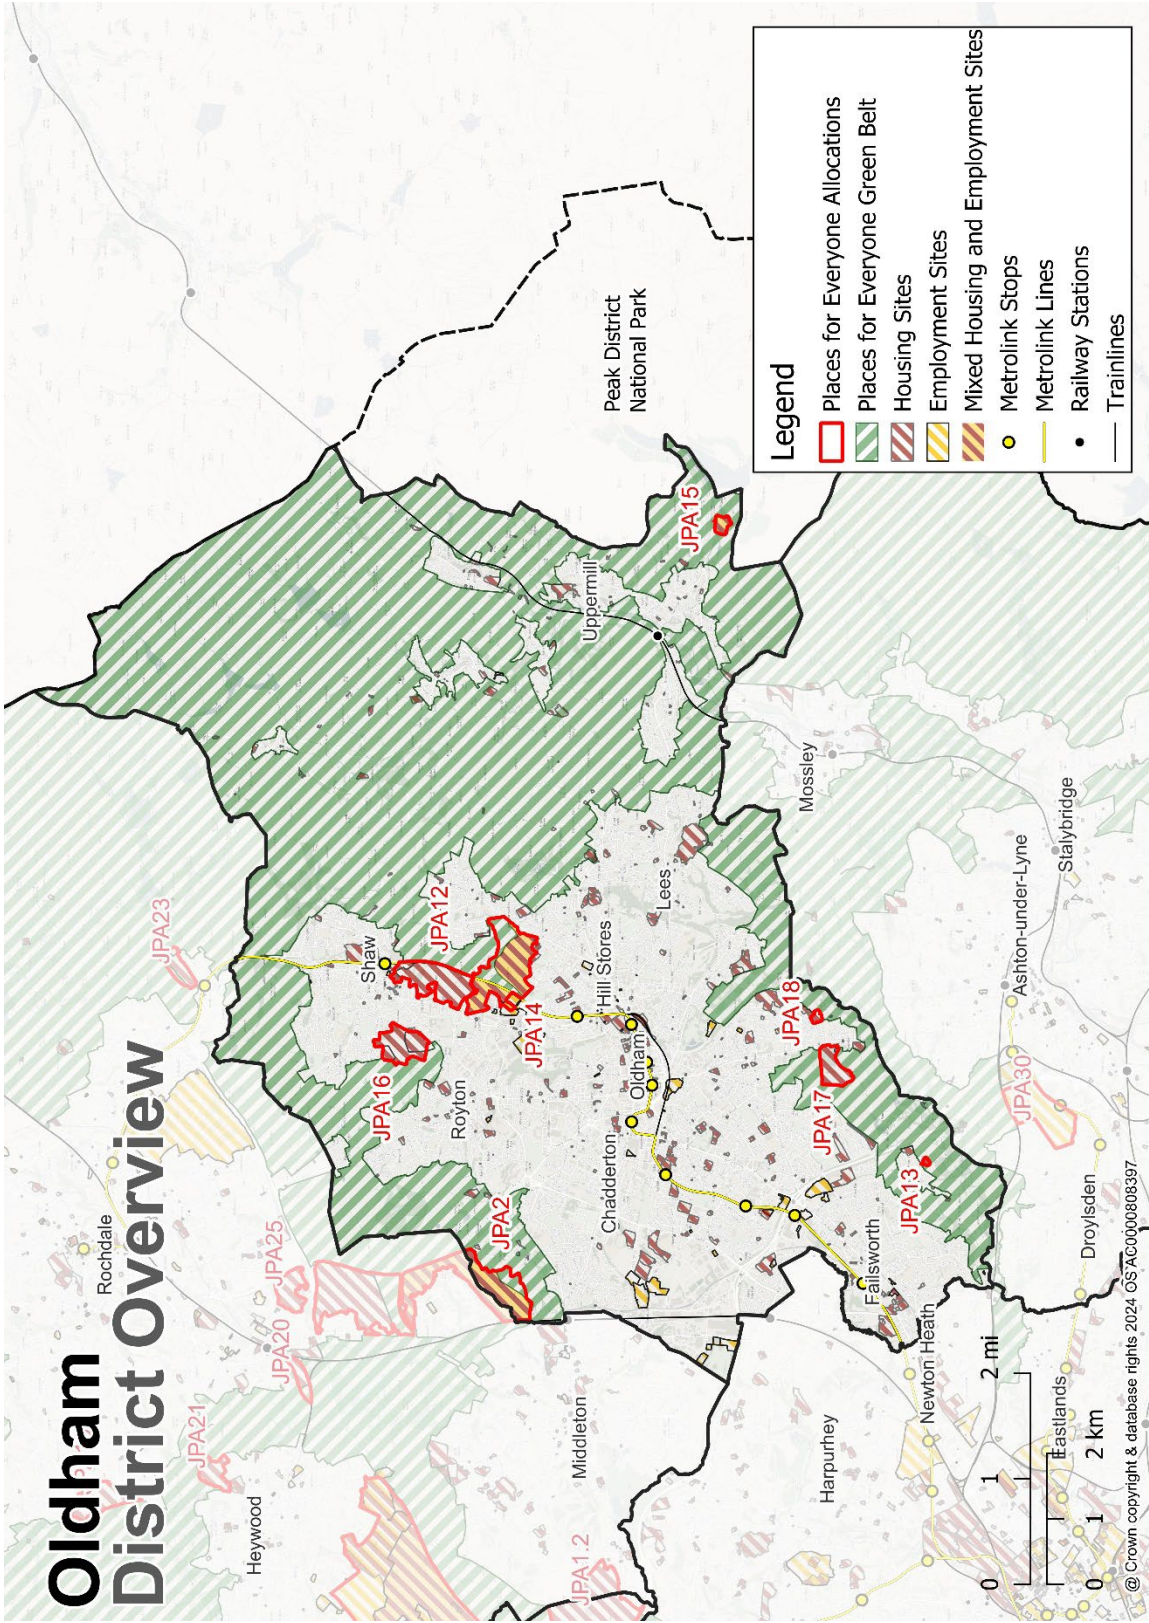 Oldham
District Overview
Rochdale
JPA23
JPA25
JPA20
JPA21
Heywood
Shaw
JPA12
JPA16
Royton
JPA14
JPA2
Hill Stores
Oldham
Chadderton
Lees
Uppermill
JPA15
Peak District
National Park
Middleton
JPA1.2
JPA18
JPA17
JPA13
Failsworth
Mossley
Harpurhey
Newton Heath
Ashton-under-Lyne
Stalybridge
JPA30
Droylsden
Eastlands
Legend
Places for Everyone Allocations
Places for Everyone Green Belt
Housing Sites
Employment Sites
Mixed Housing and Employment Sites
Metrolink Stops
Metrolink Lines
Railway Stations
Trainlines
0 1 2 mi
0 1 2 km
@ Crown copyright & database rights 2024 OS AC0000808397